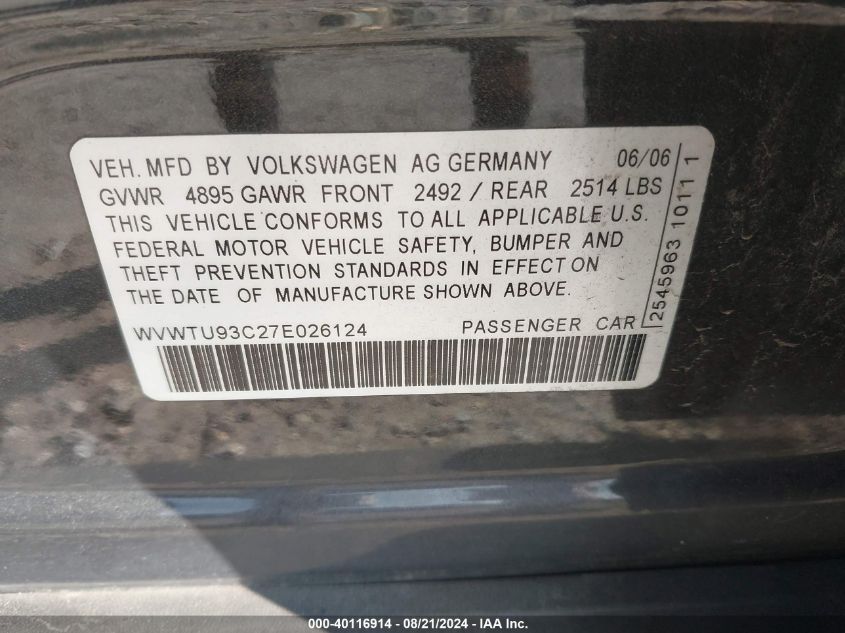 VEH. MFD BY VOLKSWAGEN AG GERMANY 06/06
GVWR 4895 GAWR FRONT 2492 / REAR 2514 LBS
THIS VEHICLE CONFORMS TO ALL APPLICABLE U.S.
FEDERAL MOTOR VEHICLE SAFETY, BUMPER AND
THEFT PREVENTION STANDARDS IN EFFECT ON
THE DATE OF MANUFACTURE SHOWN ABOVE.
WVWTU93C27E026124 PASSENGER CAR
2545963 1011 1
000-40116914 - 08/21/2024 - IAA Inc.